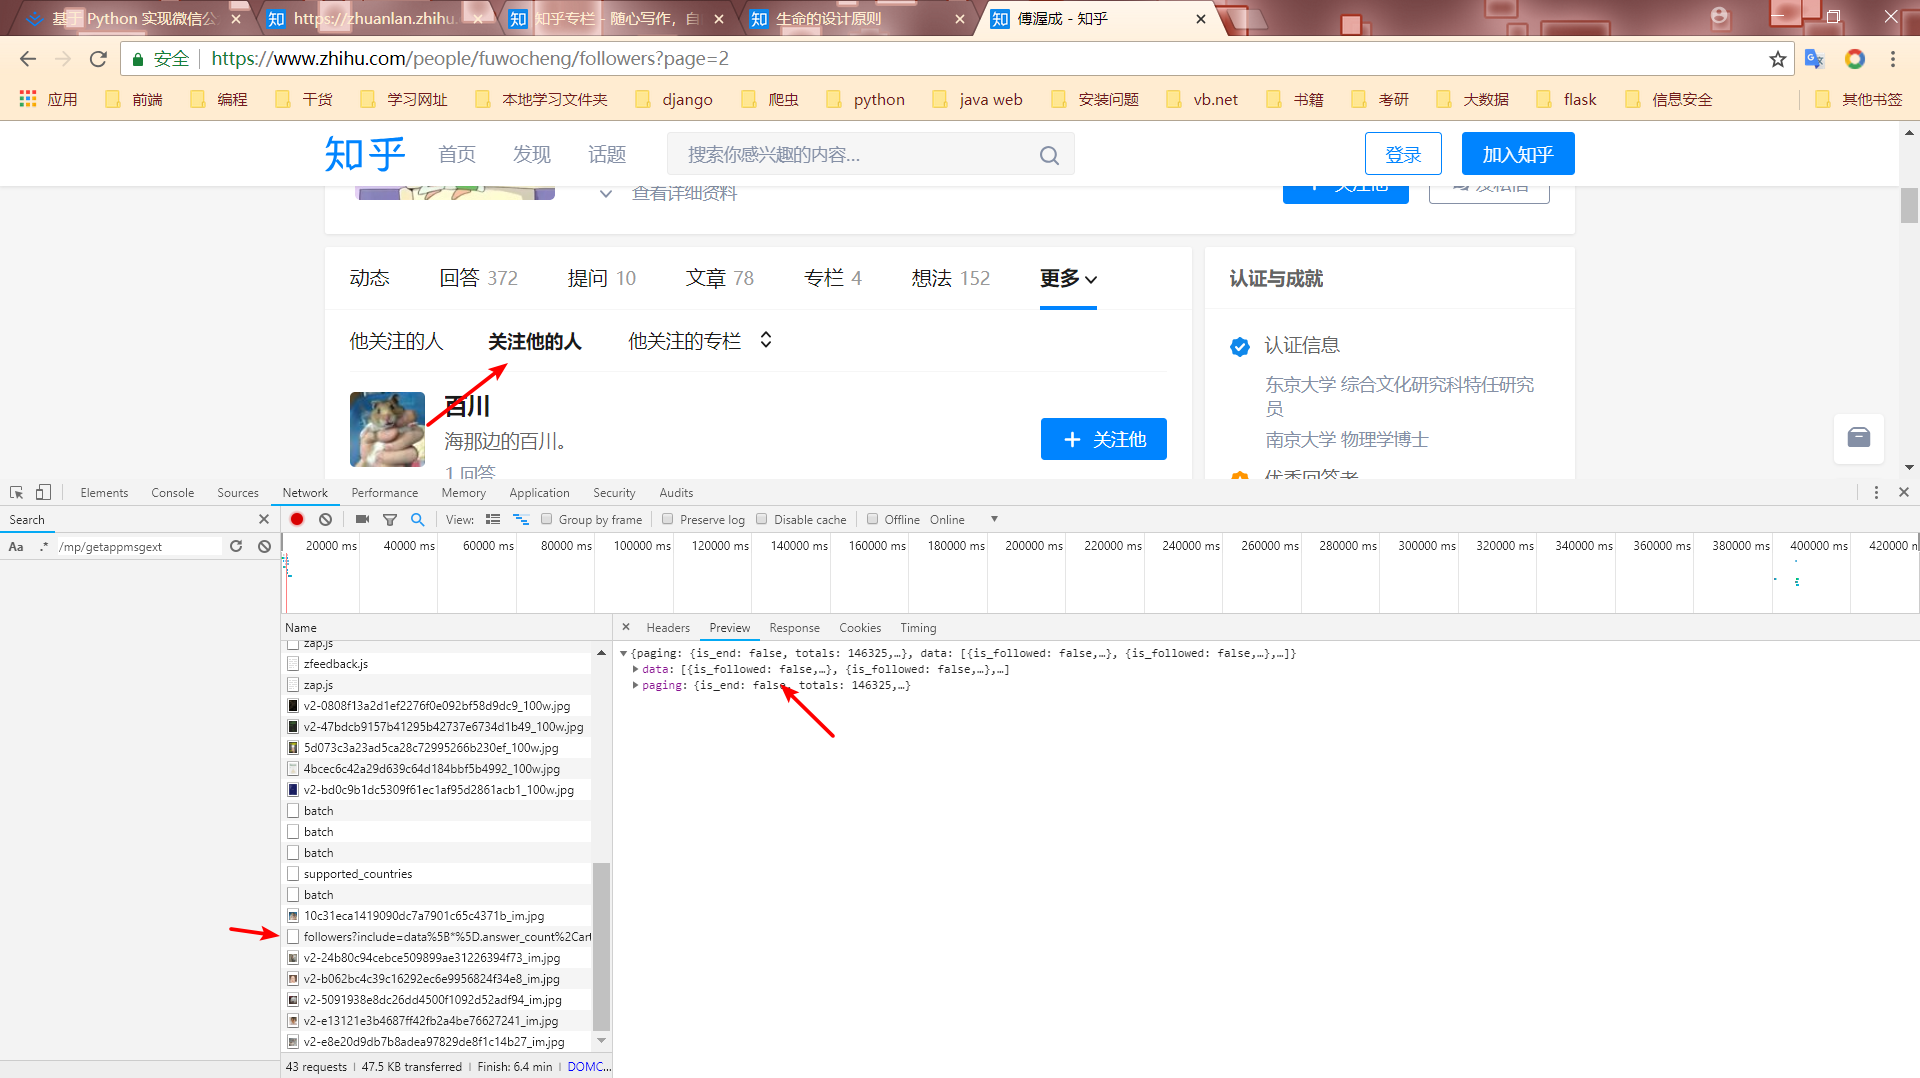 基于 Python 实现微信公
https://zhuanlan.zhihu.
知乎专栏 - 随心写作，自
生命的设计原则
傅渥成 - 知乎
安全 https://www.zhihu.com/people/fuwocheng/followers?page=2
应用 前端 编程 干货 学习网址 本地学习文件夹 django 爬虫 python java web 安装问题 vb.net 书籍 考研 大数据 flask 信息安全 其他书签
知乎 首页 发现 话题 搜索你感兴趣的内容... 登录 加入知乎
查看详细资料 + 关注他 发私信
动态 回答 372 提问 10 文章 78 专栏 4 想法 152 更多
认证与成就
他关注的人 关注他的人 他关注的专栏
认证信息
东京大学 综合文化研究科特任研究
员
南京大学 物理学博士
优秀回答者
百川
海那边的百川。
1 回答
+ 关注他
Elements Console Sources Network Performance Memory Application Security Audits
Search
View: Group by frame Preserve log Disable cache Offline Online
Aa .* /mp/getappmsgext
20000 ms 40000 ms 60000 ms 80000 ms 100000 ms 120000 ms 140000 ms 160000 ms 180000 ms 200000 ms 220000 ms 240000 ms 260000 ms 280000 ms 300000 ms 320000 ms 340000 ms 360000 ms 380000 ms 400000 ms 420000 n
Name
Headers Preview Response Cookies Timing
zap.js
zfeedback.js
zap.js
v2-0808f13a2d1ef2276f0e092bf58d9dc9_100w.jpg
v2-47bdcb9157b41295b42737e6734d1b49_100w.jpg
5d073c3a23ad5ca28c72995266b230ef_100w.jpg
4bcec6c42a29d639c64d184bbf5b4992_100w.jpg
v2-bd0c9b1dc5309f61ec1af95d2861acb1_100w.jpg
batch
batch
batch
supported_countries
batch
10c31eca1419090dc7a7901c65c4371b_im.jpg
followers?include=data%5B*%5D.answer_count%2Cart
v2-24b80c94cebce509899ae31226394f73_im.jpg
v2-b062bc4c39c16292ec6e9956824f34e8_im.jpg
v2-5091938e8dc26dd4500f1092d52adf94_im.jpg
v2-e13121e3b4687ff42fb2a4be76627241_im.jpg
v2-e8e20d9db7b8adea97829de8f1c14b27_im.jpg
{paging: {is_end: false, totals: 146325,…}, data: [{is_followed: false,…}, {is_followed: false,…},…]}
data: [{is_followed: false,…}, {is_followed: false,…},…]
paging: {is_end: false, totals: 146325,…}
43 requests | 47.5 KB transferred | Finish: 6.4 min | DOMC...